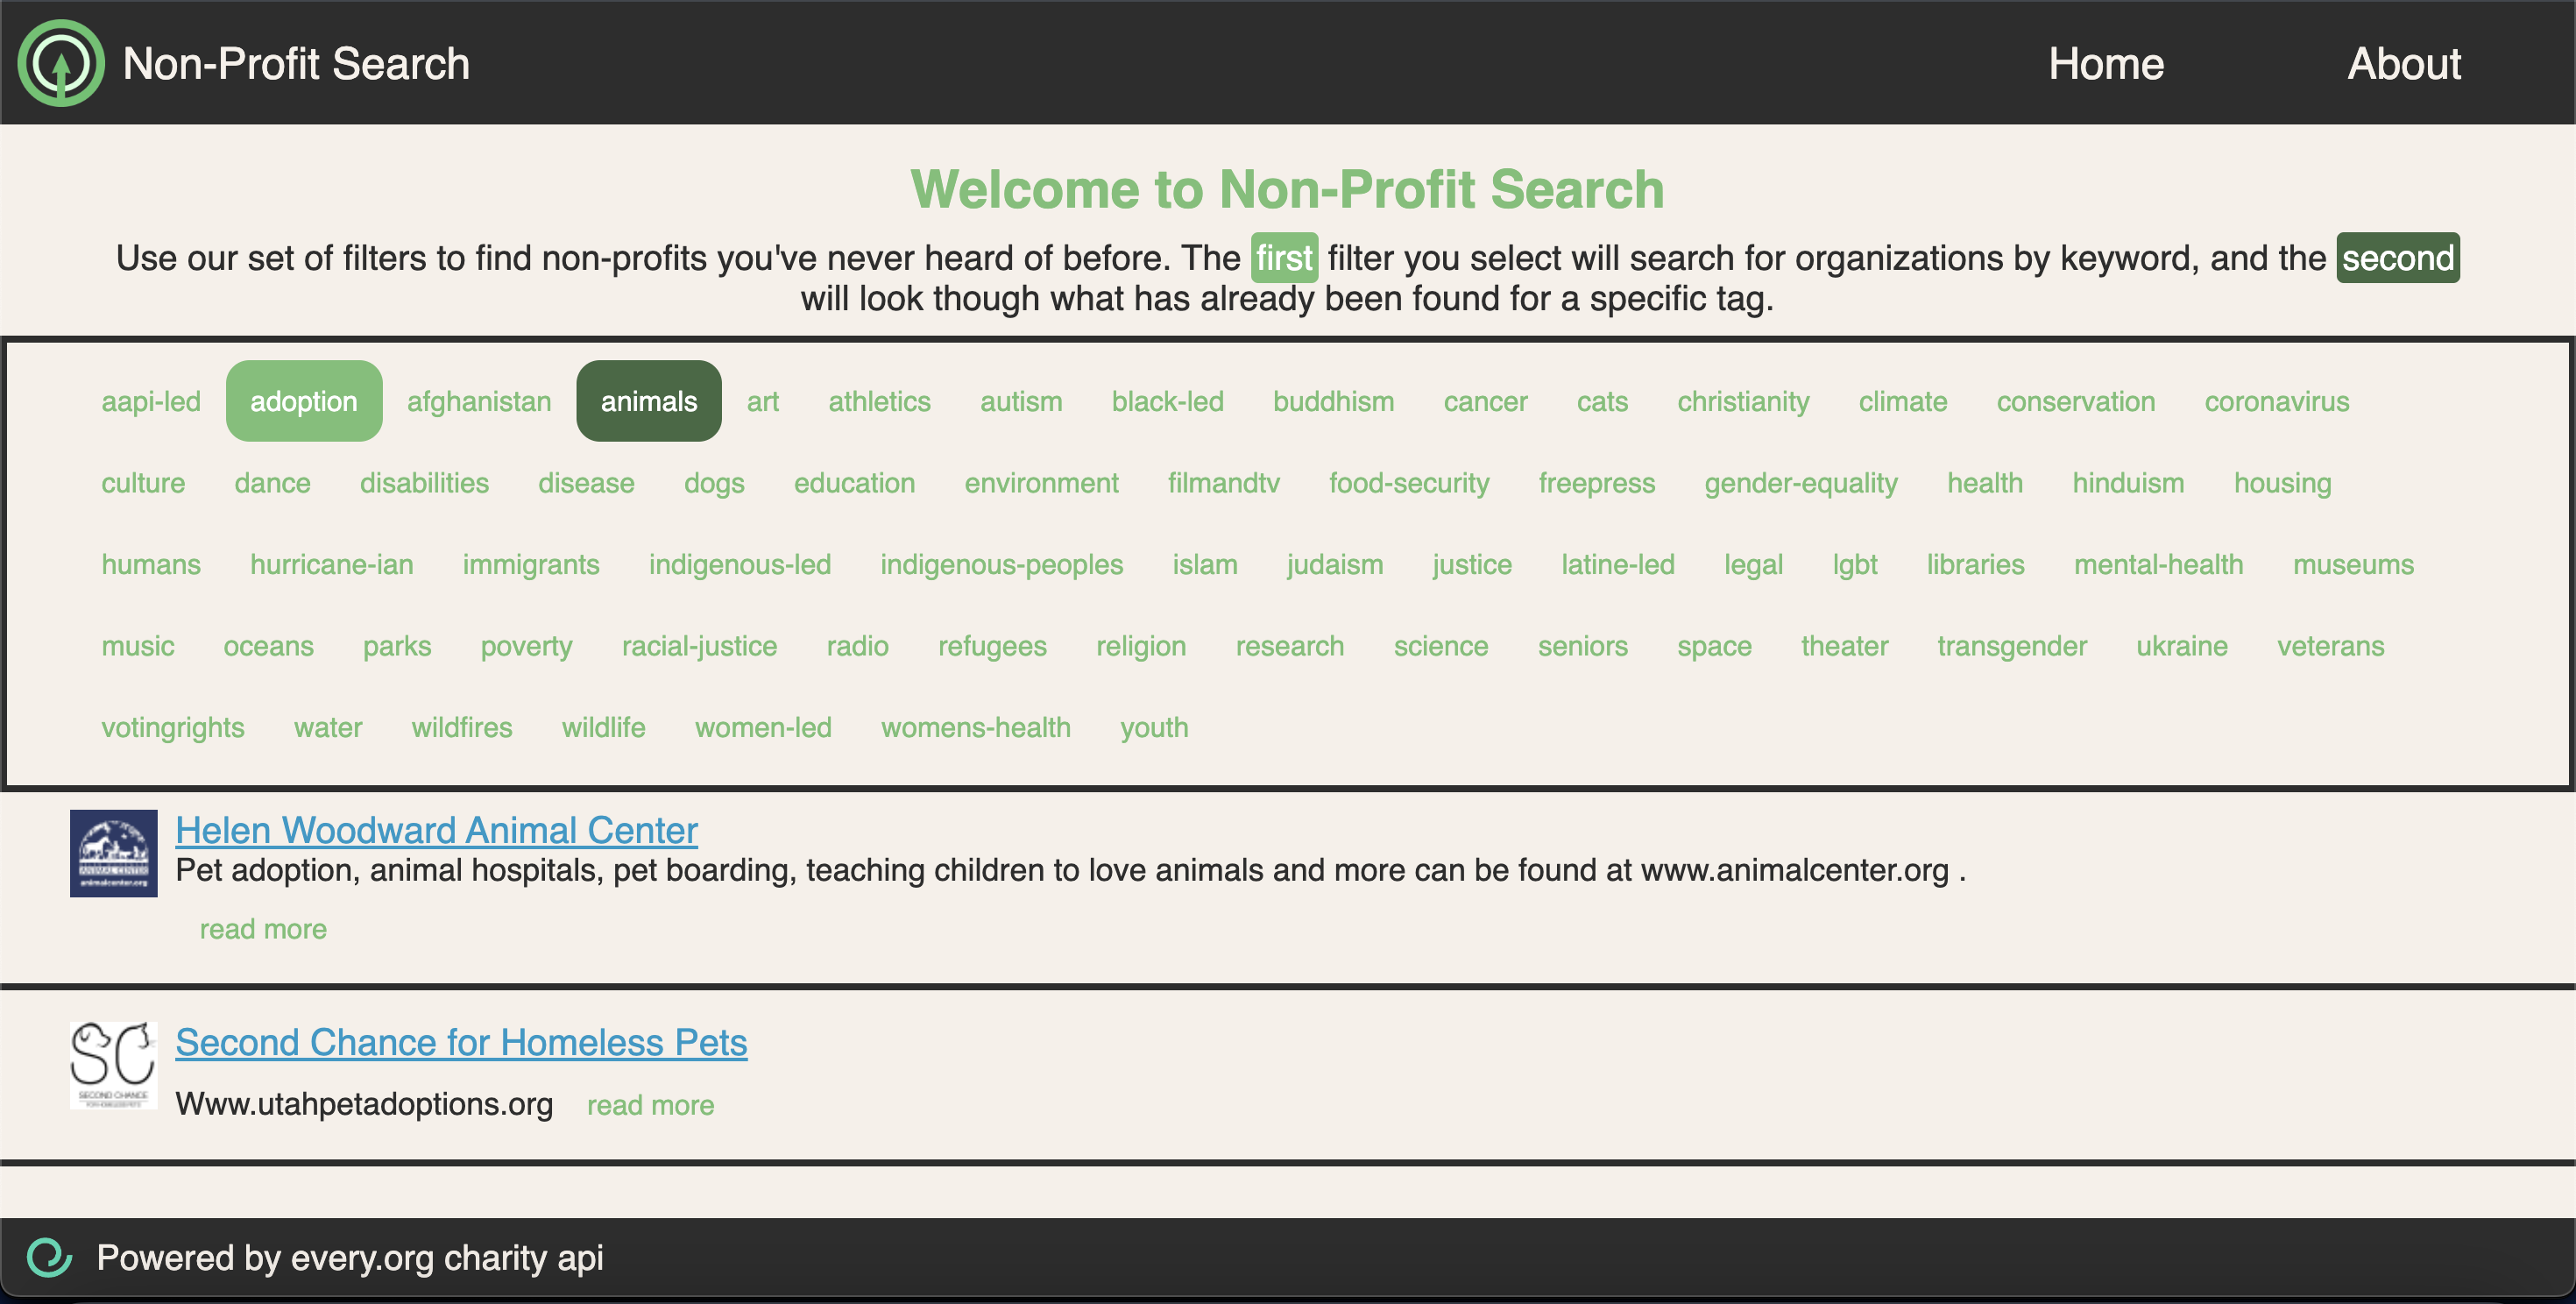 Non-Profit Search Home About
Welcome to Non-Profit Search
Use our set of filters to find non-profits you've never heard of before. The first filter you select will search for organizations by keyword, and the second
will look though what has already been found for a specific tag.
aapi-led adoption afghanistan animals art athletics autism black-led buddhism cancer cats christianity climate conservation coronavirus
culture dance disabilities disease dogs education environment filmandtv food-security freepress gender-equality health hinduism housing
humans hurricane-ian immigrants indigenous-led indigenous-peoples islam judaism justice latine-led legal lgbt libraries mental-health museums
music oceans parks poverty racial-justice radio refugees religion research science seniors space theater transgender ukraine veterans
votingrights water wildfires wildlife women-led womens-health youth
Helen Woodward Animal Center
Pet adoption, animal hospitals, pet boarding, teaching children to love animals and more can be found at www.animalcenter.org .
animalcenter.org
read more
Second Chance for Homeless Pets
SC
SECOND CHANCE
Www.utahpetadoptions.org read more
Powered by every.org charity api